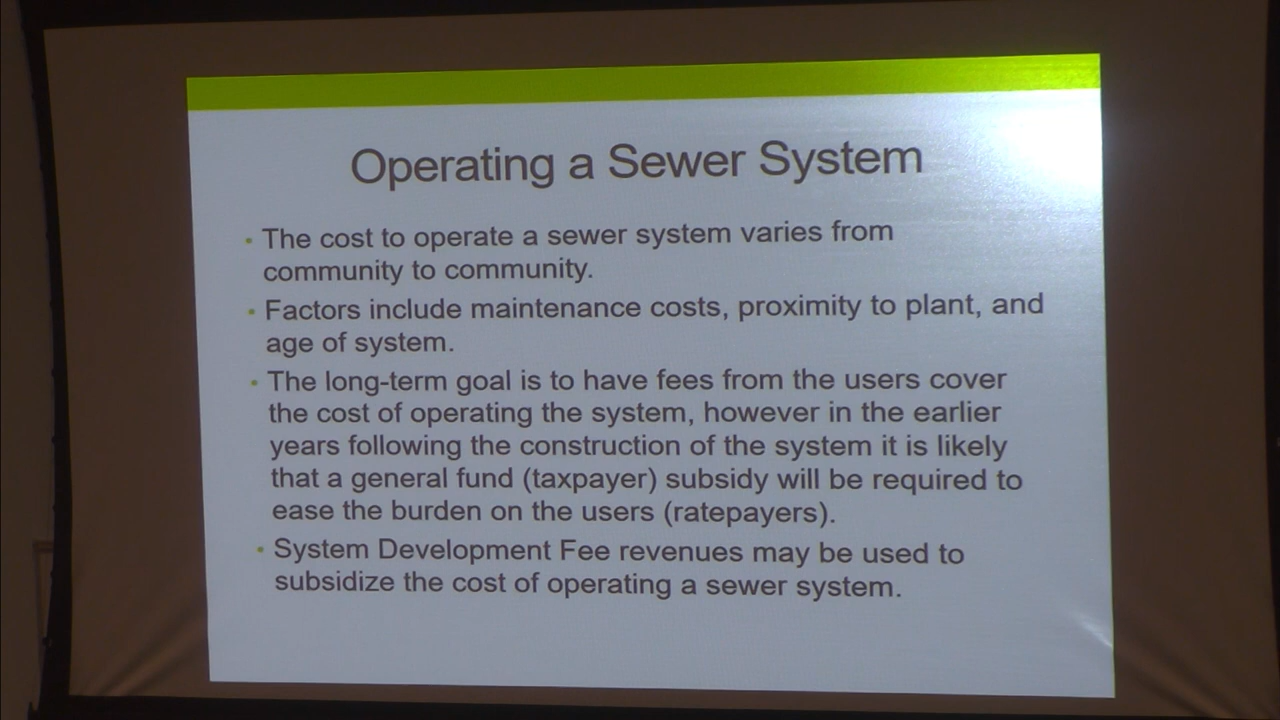 Operating a Sewer System
• The cost to operate a sewer system varies from
community to community.
• Factors include maintenance costs, proximity to plant, and
age of system.
• The long-term goal is to have fees from the users cover
the cost of operating the system, however in the earlier
years following the construction of the system it is likely
that a general fund (taxpayer) subsidy will be required to
ease the burden on the users (ratepayers).
• System Development Fee revenues may be used to
subsidize the cost of operating a sewer system.